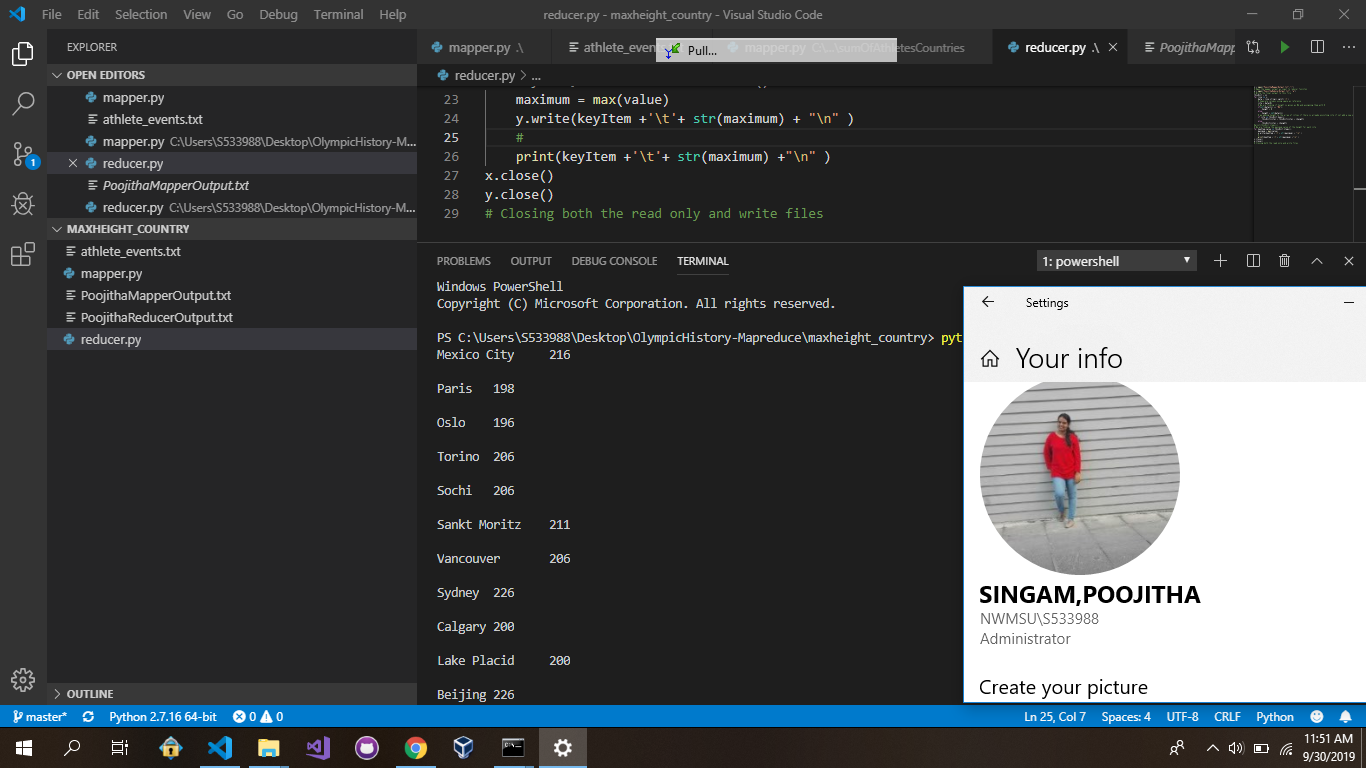 File Edit Selection View Go Debug Terminal Help
reducer.py - maxheight_country - Visual Studio Code
EXPLORER
OPEN EDITORS
mapper.py
athlete_events.txt
mapper.py C:\Users\S533988\Desktop\OlympicHistory-M...
reducer.py
PoojithaMapperOutput.txt
reducer.py C:\Users\S533988\Desktop\OlympicHistory-M...
MAXHEIGHT_COUNTRY
athlete_events.txt
mapper.py
PoojithaMapperOutput.txt
PoojithaReducerOutput.txt
reducer.py
OUTLINE
1
mapper.py .\ athlete_events mapper.py C:\...\sumOfAthletesCountries reducer.py .\ PoojithaMapp
Pull...
reducer.py > ...
23 maximum = max(value)
24 y.write(keyItem +'\t'+ str(maximum) + "\n" )
25 #
26 print(keyItem +'\t'+ str(maximum) +"\n" )
27 x.close()
28 y.close()
29 # Closing both the read only and write files
PROBLEMS OUTPUT DEBUG CONSOLE TERMINAL
1: powershell
Windows PowerShell
Copyright (C) Microsoft Corporation. All rights reserved.
PS C:\Users\S533988\Desktop\OlympicHistory-Mapreduce\maxheight_country> pyt
Mexico City 216
Paris 198
Oslo 196
Torino 206
Sochi 206
Sankt Moritz 211
Vancouver 206
Sydney 226
Calgary 200
Lake Placid 200
Beijing 226
Settings
Your info
SINGAM,POOJITHA
NWMSU\S533988
Administrator
Create your picture
master* Python 2.7.16 64-bit 0 0
Ln 25, Col 7 Spaces: 4 UTF-8 CRLF Python
11:51 AM
9/30/2019